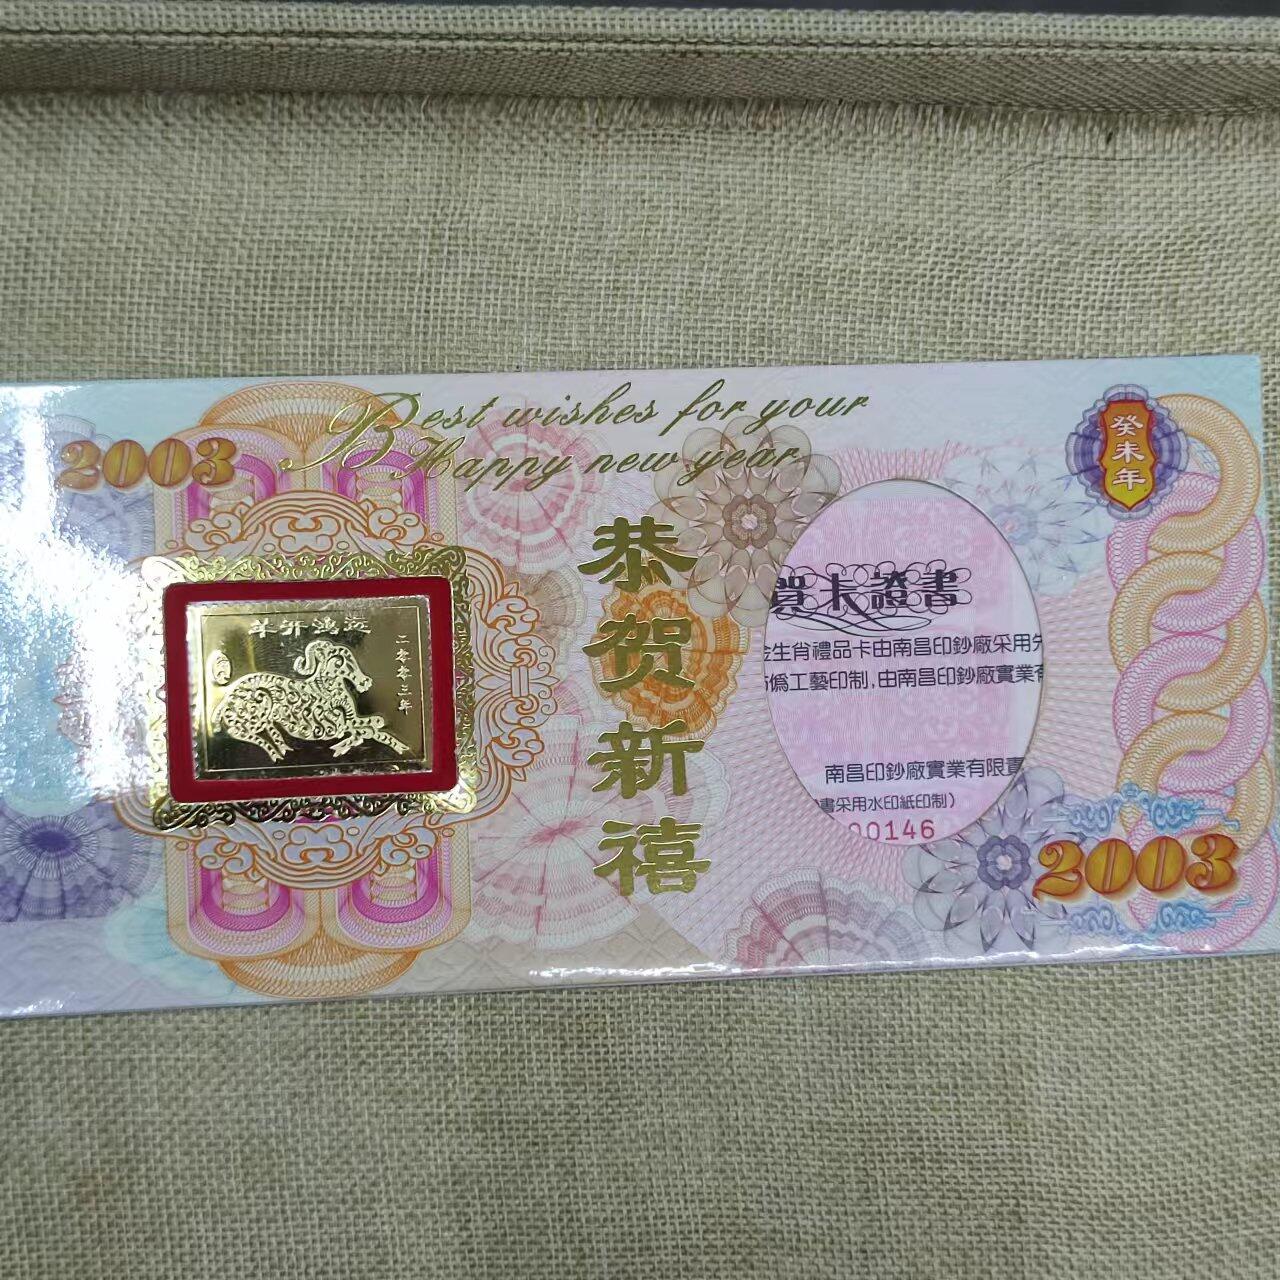 Best wishes for your
Happy new year
2003
癸未年
恭贺新禧
羊开鸿运
二零零三年
賀卡證書
生肖禮品卡由南昌印鈔廠采用
僞工藝印制,由南昌印鈔廠實業
南昌印鈔廠實業有限責
書采用水印紙印制)
00146
2003